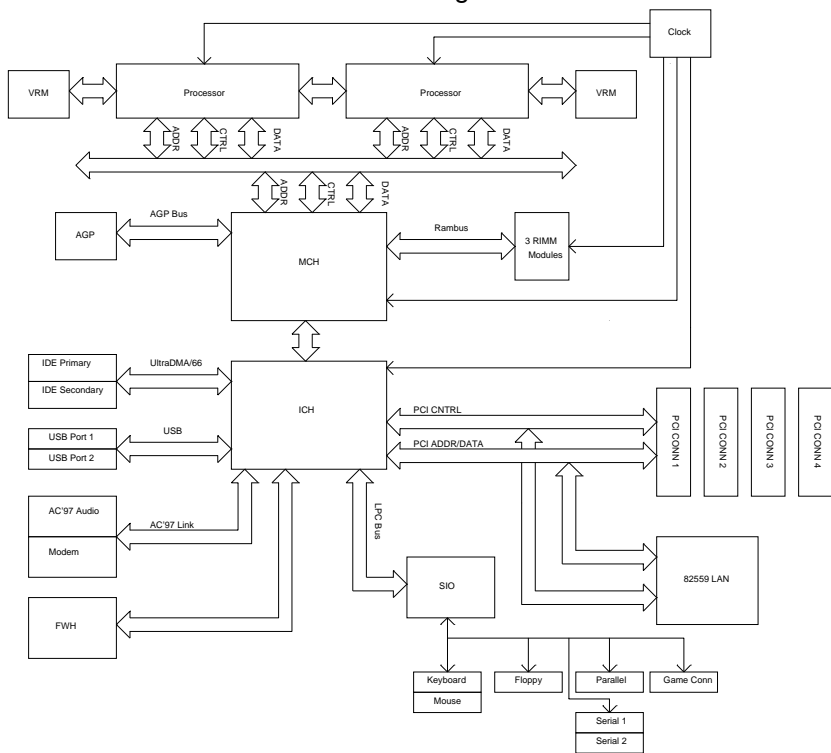 Clock
VRM
Processor
Processor
VRM
ADDR
CTRL
DATA
ADDR
CTRL
DATA
ADDR
CTRL
DATA
AGP
AGP Bus
MCH
Rambus
3 RIMM
Modules
IDE Primary
IDE Secondary
UltraDMA/66
ICH
PCI CNTRL
PCI ADDR/DATA
PCI CONN 1
PCI CONN 2
PCI CONN 3
PCI CONN 4
USB Port 1
USB Port 2
USB
AC'97 Audio
Modem
AC'97 Link
LPC Bus
FWH
SIO
82559 LAN
Keyboard
Mouse
Floppy
Parallel
Game Conn
Serial 1
Serial 2